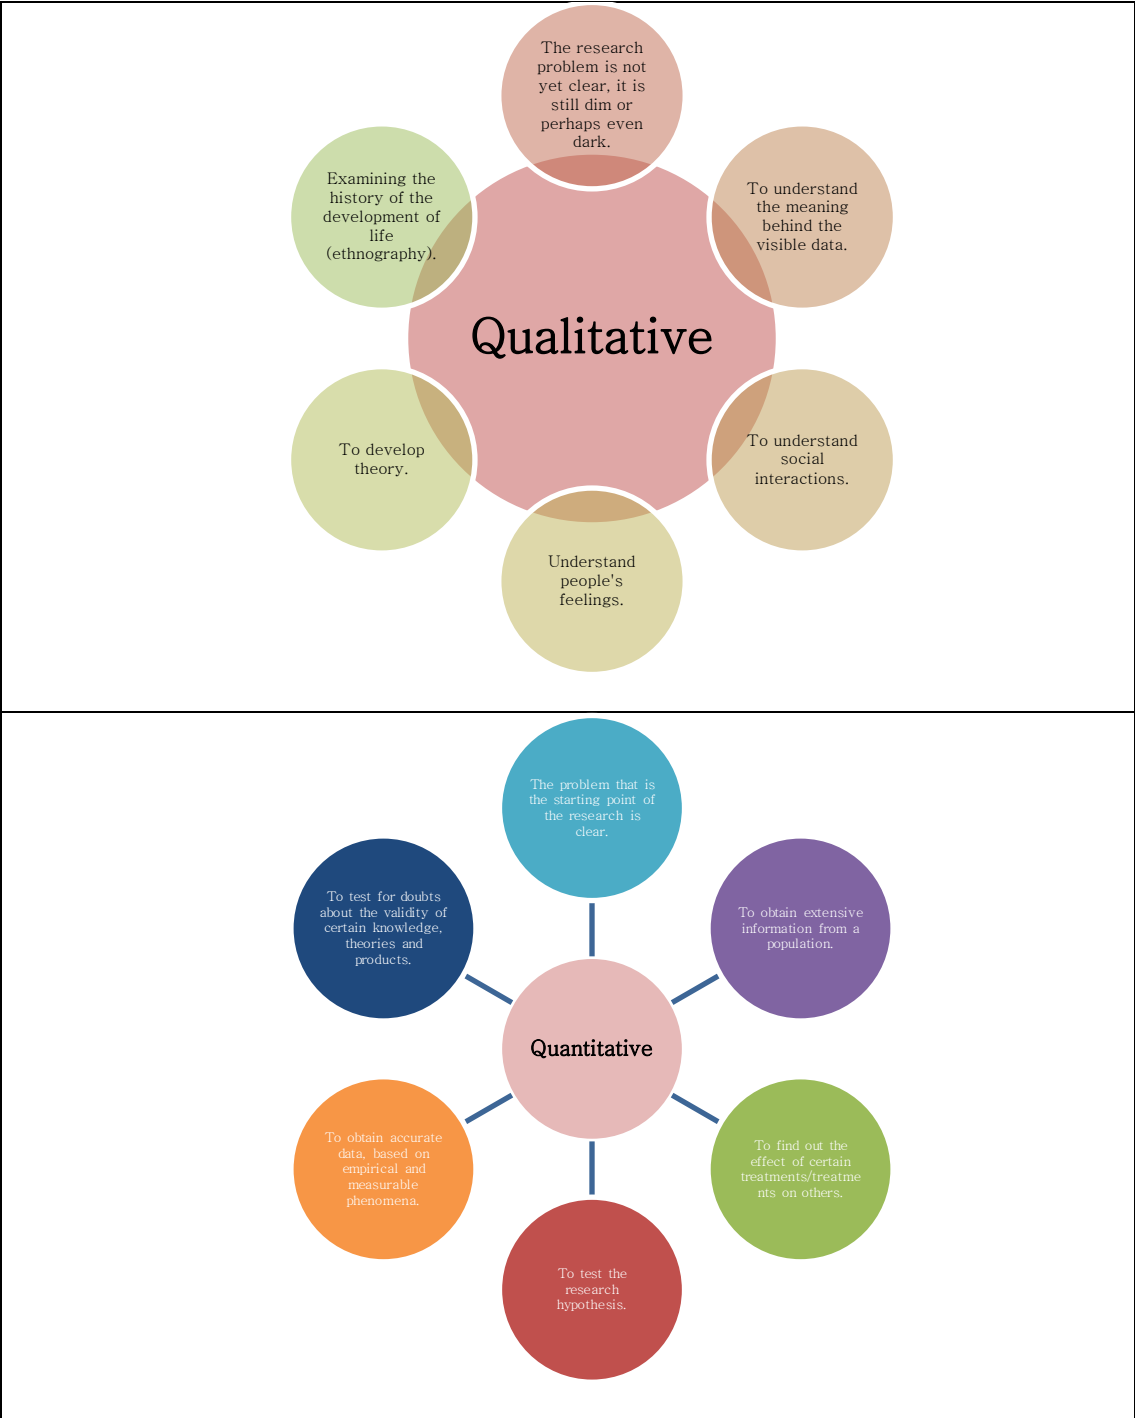 The research
problem is not
yet clear, it is
still dim or
perhaps even
dark.
To understand
the meaning
behind the
visible data.
To understand
social
interactions.
Understand
people's
feelings.
To develop
theory.
Examining the
history of the
development of
life
(ethnography).
Qualitative
The problem that is
the starting point of
the research is
clear.
To obtain extensive
information from a
population.
To find out the
effect of certain
treatments/treatme
nts on others.
To test the
research
hypothesis.
To obtain accurate
data, based on
empirical and
measurable
phenomena.
To test for doubts
about the validity of
certain knowledge,
theories and
products.
Quantitative